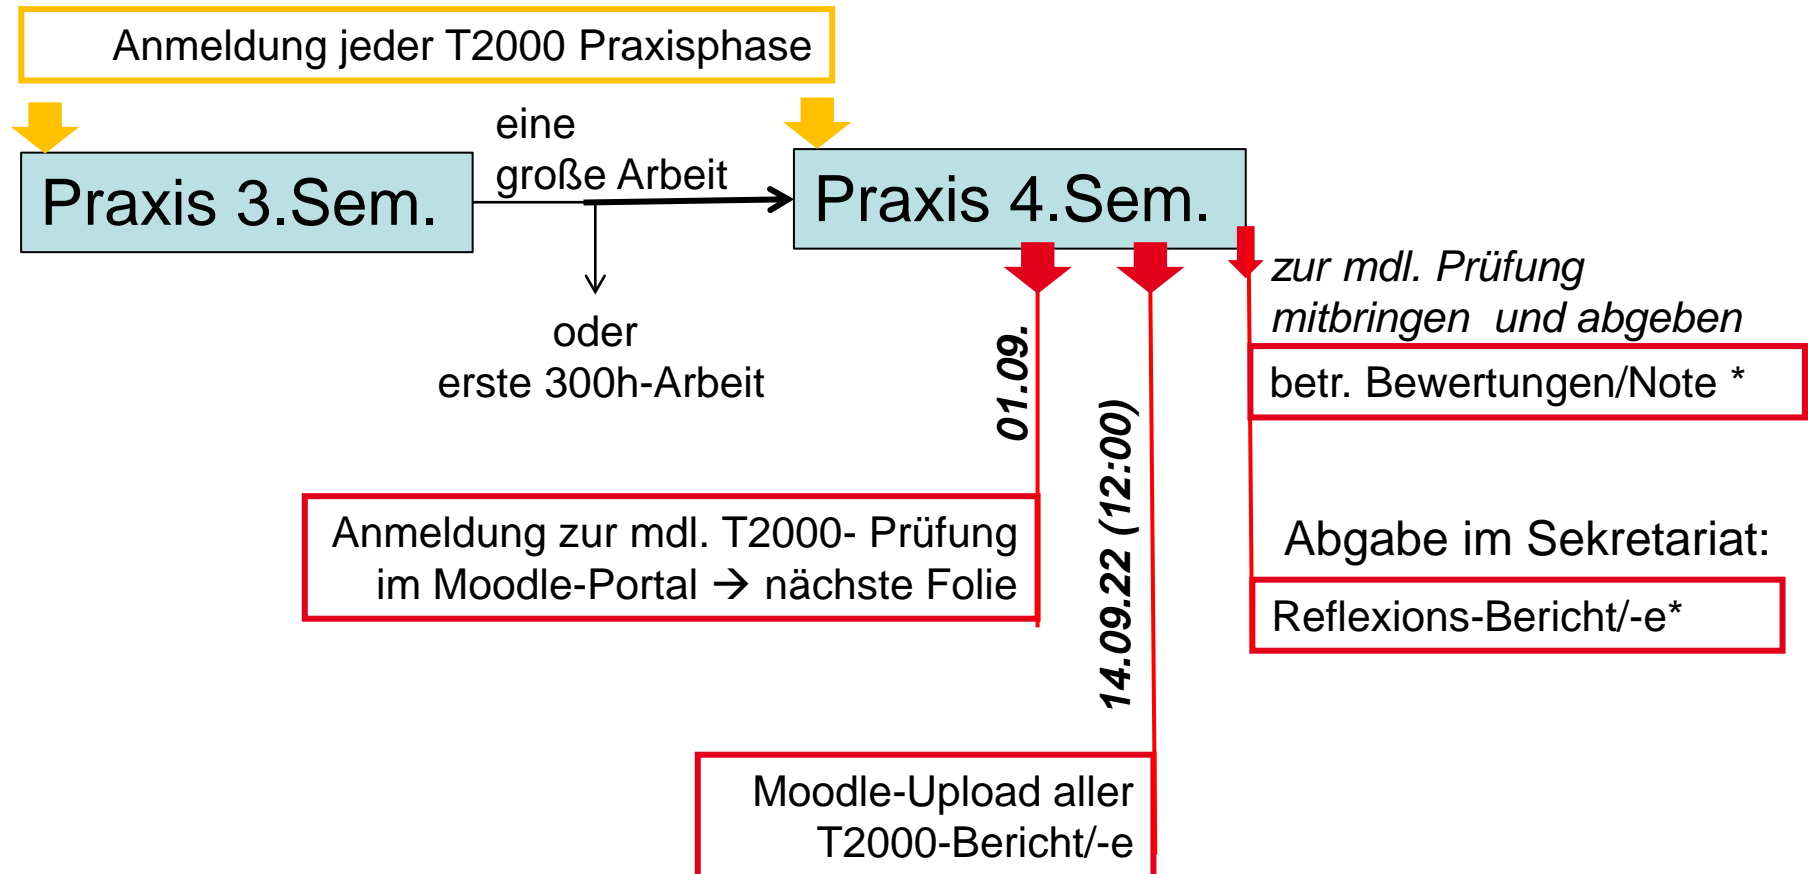 Anmeldung jeder T2000 Praxisphase
eine
große Arbeit
Praxis 3.Sem.
Praxis 4.Sem.
oder
erste 300h-Arbeit
zur mdl. Prüfung
mitbringen und abgeben
betr. Bewertungen/Note *
01.09.
14.09.22 (12:00)
Anmeldung zur mdl. T2000- Prüfung
im Moodle-Portal → nächste Folie
Abgabe im Sekretariat:
Reflexions-Bericht/-e*
Moodle-Upload aller
T2000-Bericht/-e